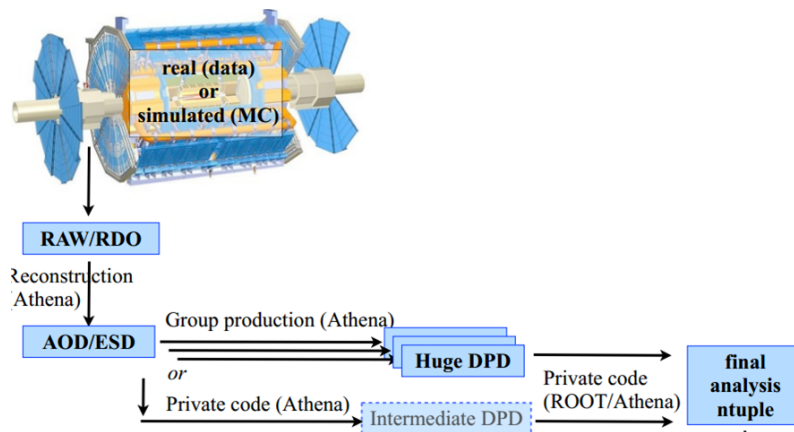 real (data)
or
simulated (MC)
RAW/RDO
Reconstruction
(Athena)
AOD/ESD
Group production (Athena)
or
Private code (Athena)
Huge DPD
Intermediate DPD
Private code
(ROOT/Athena)
final
analysis
ntuple